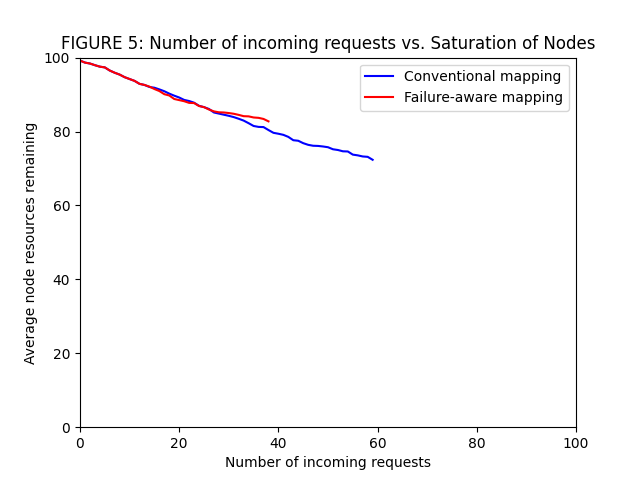 FIGURE 5: Number of incoming requests vs. Saturation of Nodes
Conventional mapping
Failure-aware mapping
Average node resources remaining
100
80
60
40
20
0
0 20 40 60 80 100
Number of incoming requests